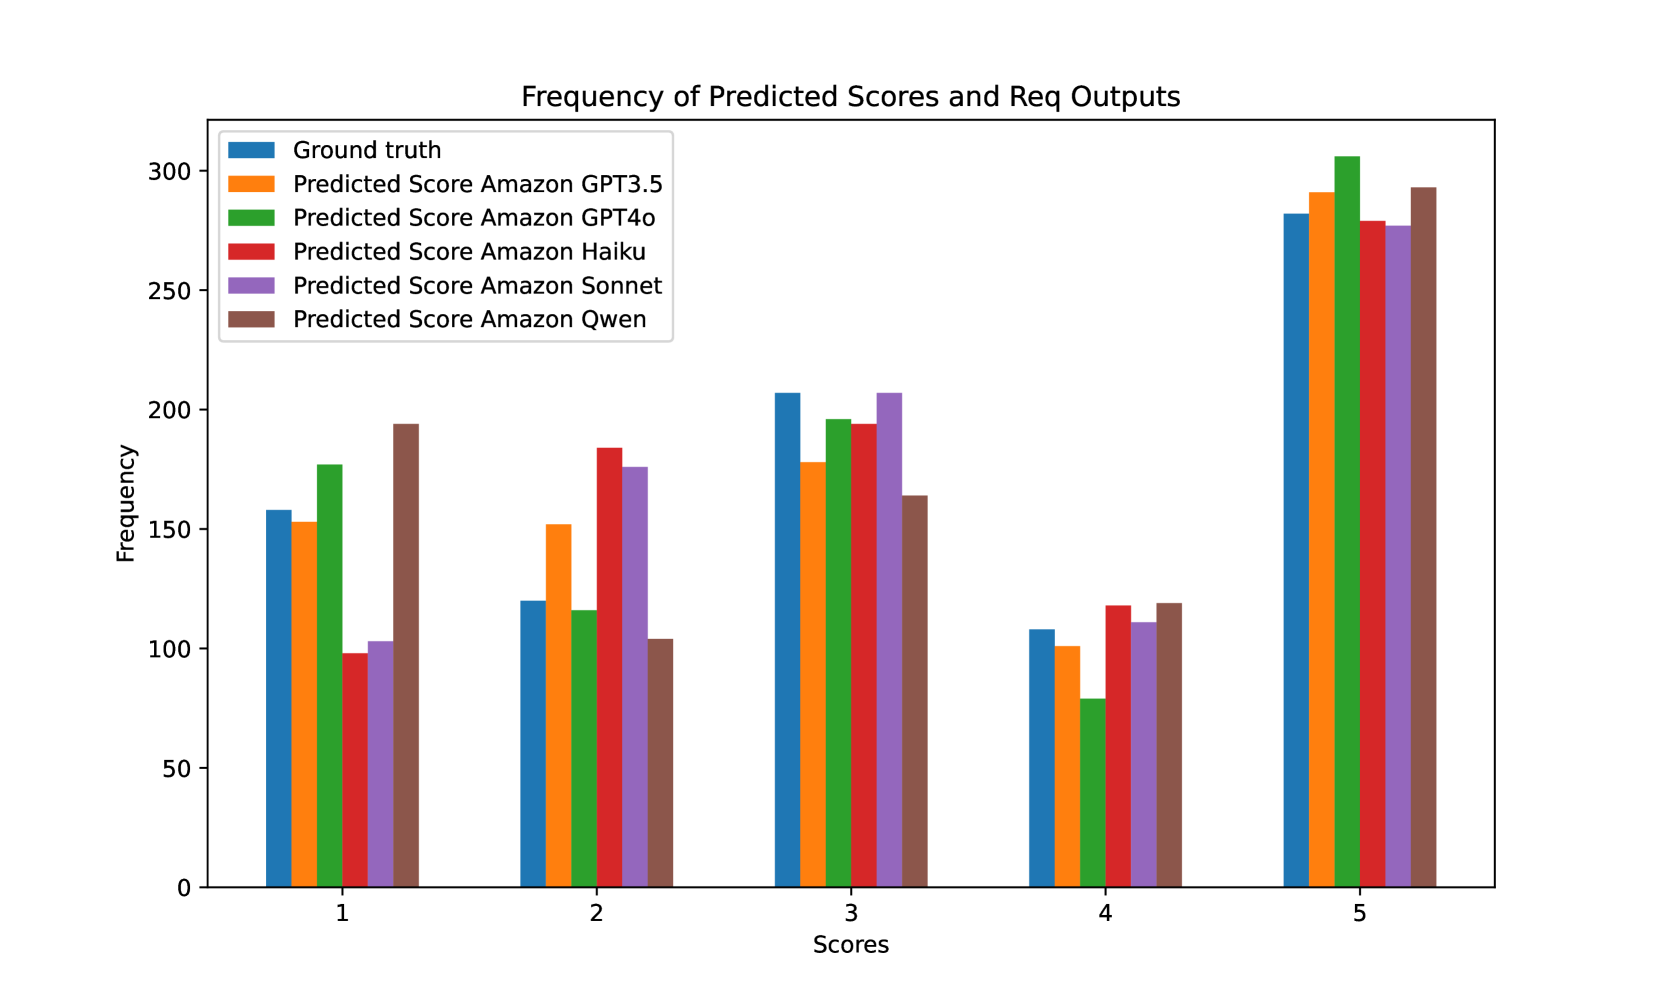 Frequency of Predicted Scores and Req Outputs
Ground truth
Predicted Score Amazon GPT3.5
Predicted Score Amazon GPT4o
Predicted Score Amazon Haiku
Predicted Score Amazon Sonnet
Predicted Score Amazon Qwen
300
250
200
150
100
50
0
Frequency
1 2 3 4 5
Scores